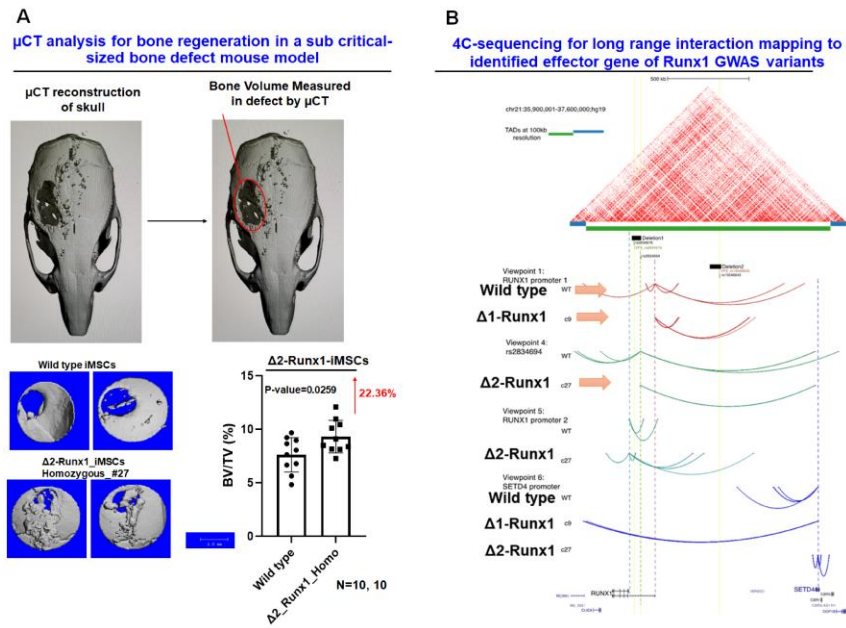 A
µCT analysis for bone regeneration in a sub critical-
sized bone defect mouse model
µCT reconstruction
of skull
Bone Volume Measured
in defect by µCT
Wild type iMSCs
Δ2-Runx1_iMSCs
Homozygous_#27
Δ2-Runx1-iMSCs
P-value=0.0259
22.36%
BV/TV (%)
15
10
5
0
Wild type
Δ2_Runx1_Homo
N=10, 10
B
4C-sequencing for long range interaction mapping to
identified effector gene of Runx1 GWAS variants
500 kb
chr21:35,900,001-37,600,000;hg19
TADs at 100kb
resolution
Deletion1
Deletion2
Viewpoint 1:
RUNX1 promoter 1
Wild type WT
Δ1-Runx1 c9
Viewpoint 4:
rs2834694
WT
Δ2-Runx1 c27
Viewpoint 5:
RUNX1 promoter 2
WT
Δ2-Runx1 c27
Viewpoint 6:
SETD4 promoter
Wild type WT
Δ1-Runx1 c9
Δ2-Runx1 c27
RUNX1
SETD4